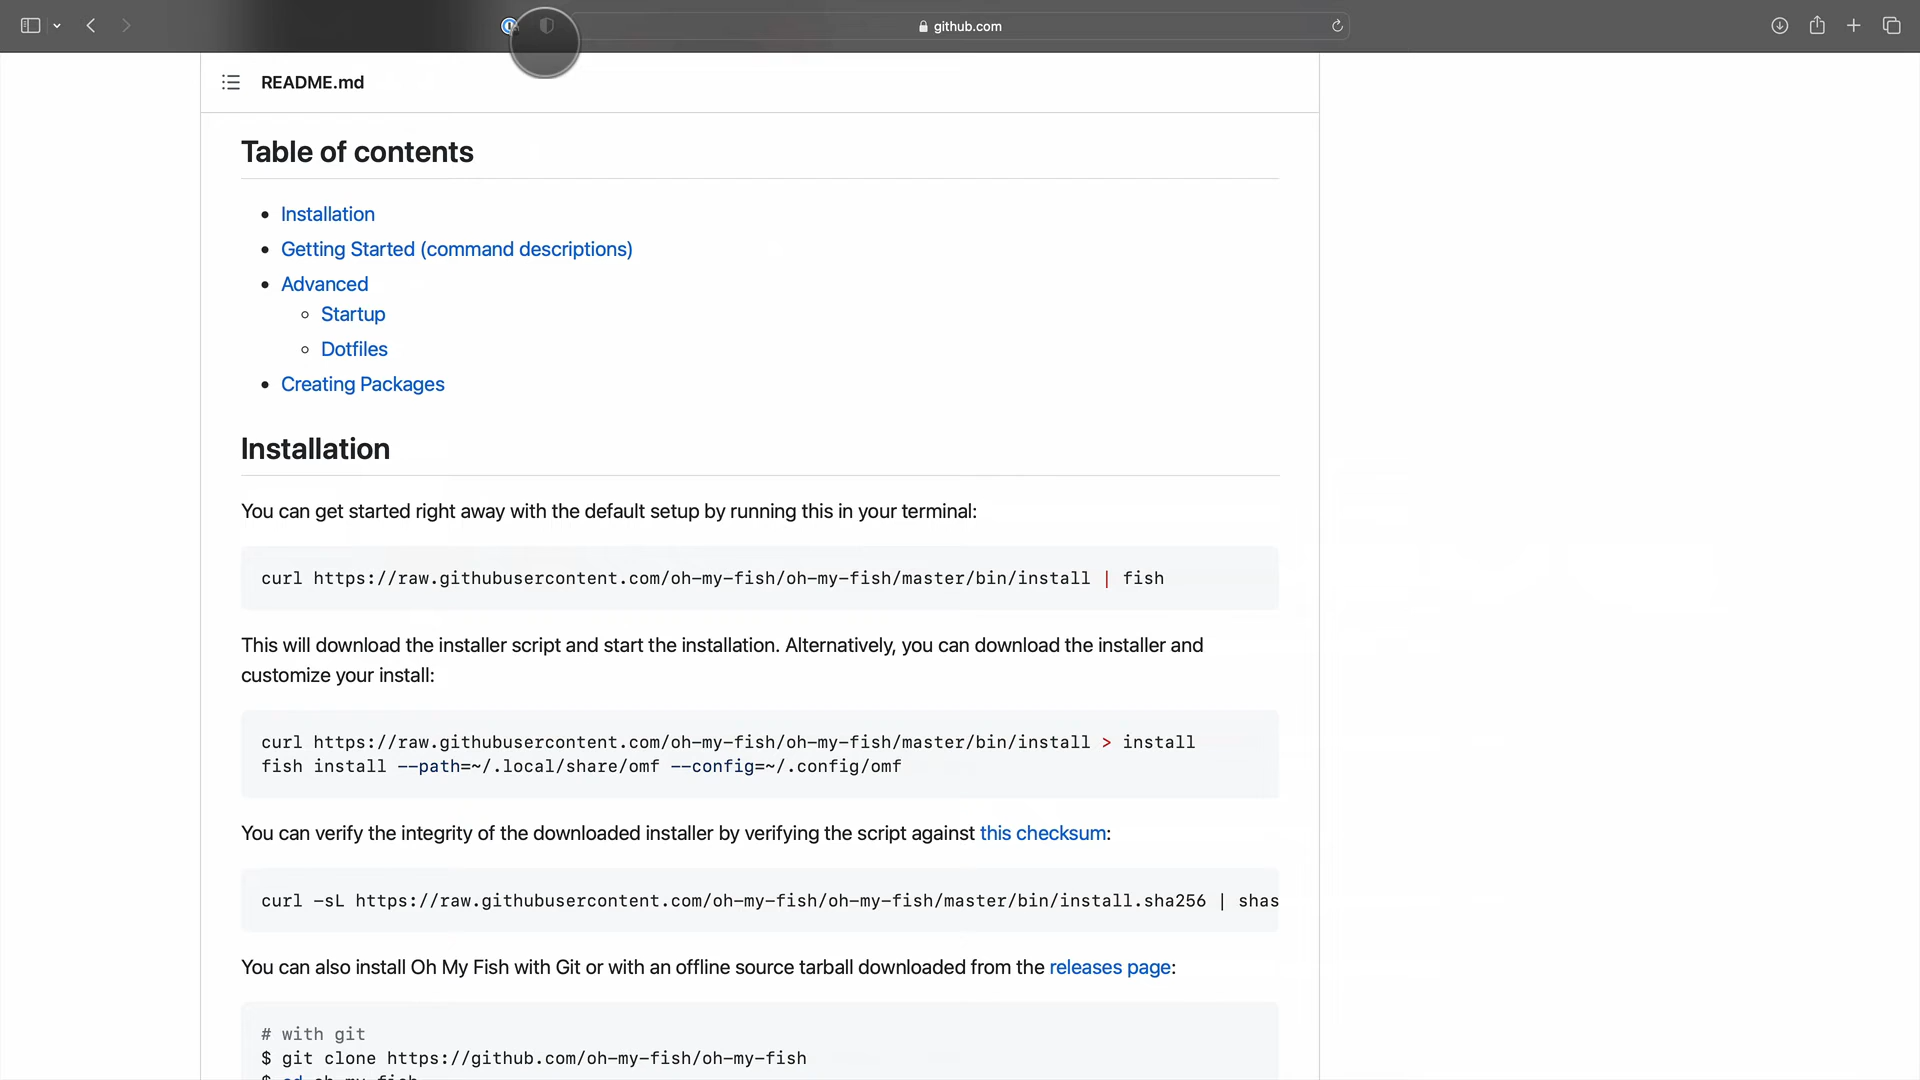 github.com
README.md
Table of contents
Installation
Getting Started (command descriptions)
Advanced
Startup
Dotfiles
Creating Packages
Installation
You can get started right away with the default setup by running this in your terminal:
curl https://raw.githubusercontent.com/oh-my-fish/oh-my-fish/master/bin/install | fish
This will download the installer script and start the installation. Alternatively, you can download the installer and
customize your install:
curl https://raw.githubusercontent.com/oh-my-fish/oh-my-fish/master/bin/install > install
fish install --path=~/.local/share/omf --config=~/.config/omf
You can verify the integrity of the downloaded installer by verifying the script against this checksum:
curl -sL https://raw.githubusercontent.com/oh-my-fish/oh-my-fish/master/bin/install.sha256 | shas
You can also install Oh My Fish with Git or with an offline source tarball downloaded from the releases page:
# with git
$ git clone https://github.com/oh-my-fish/oh-my-fish
$ cd oh-my-fish